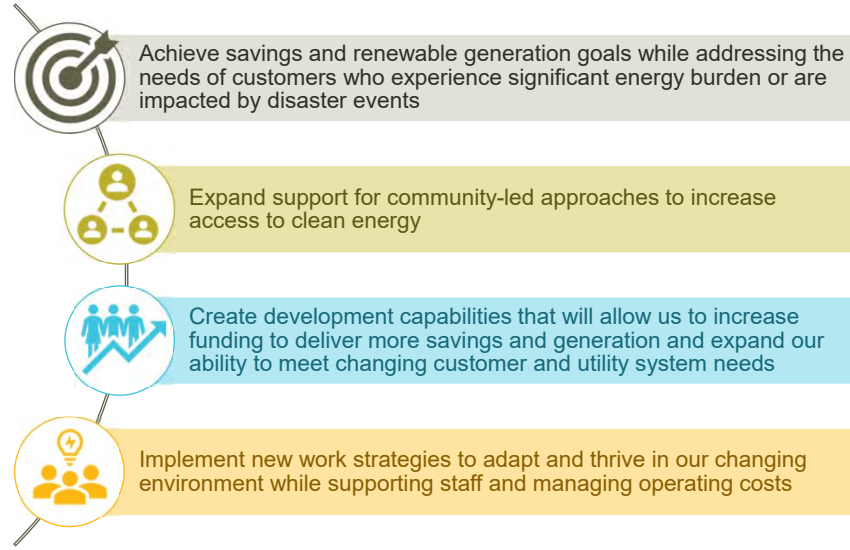 Achieve savings and renewable generation goals while addressing the
needs of customers who experience significant energy burden or are
impacted by disaster events
Expand support for community-led approaches to increase
access to clean energy
Create development capabilities that will allow us to increase
funding to deliver more savings and generation and expand our
ability to meet changing customer and utility system needs
Implement new work strategies to adapt and thrive in our changing
environment while supporting staff and managing operating costs